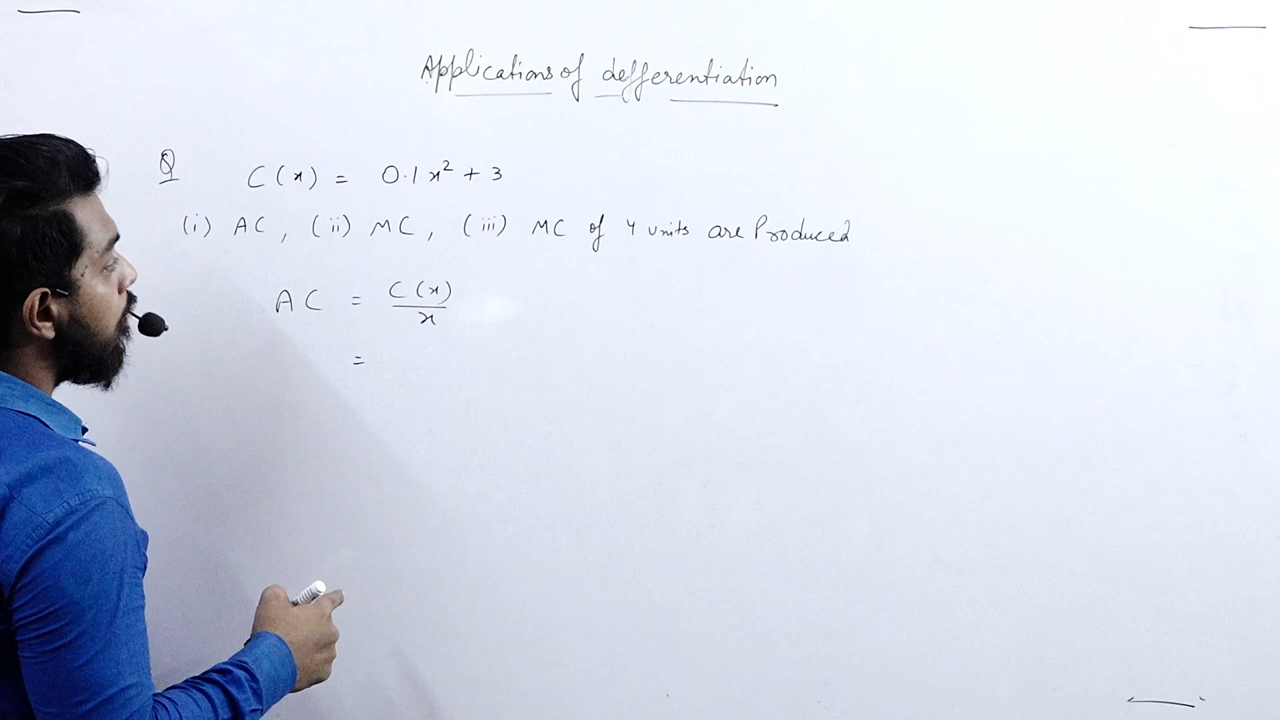 Applications of defferentiation
Q C(x) = 0.1x² + 3
(i) AC, (ii) MC, (iii) MC of 4 units are Produced
AC = C(x)/x
=